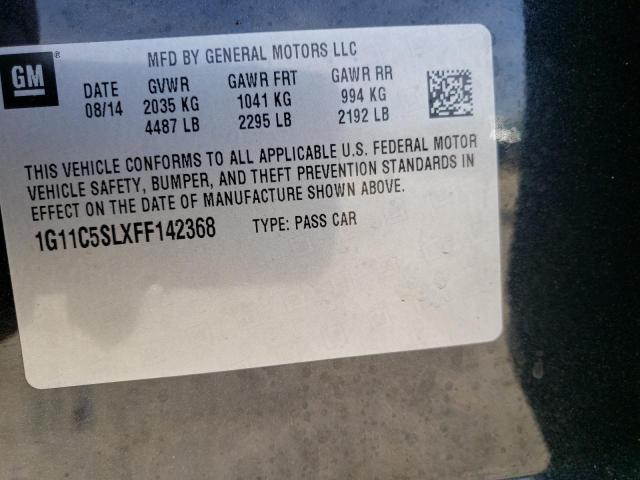 GM ®
MFD BY GENERAL MOTORS LLC
DATE GVWR GAWR FRT GAWR RR
08/14 2035 KG 1041 KG 994 KG
4487 LB 2295 LB 2192 LB
THIS VEHICLE CONFORMS TO ALL APPLICABLE U.S. FEDERAL MOTOR
VEHICLE SAFETY, BUMPER, AND THEFT PREVENTION STANDARDS IN
EFFECT ON THE DATE OF MANUFACTURE SHOWN ABOVE.
1G11C5SLXFF142368 TYPE: PASS CAR